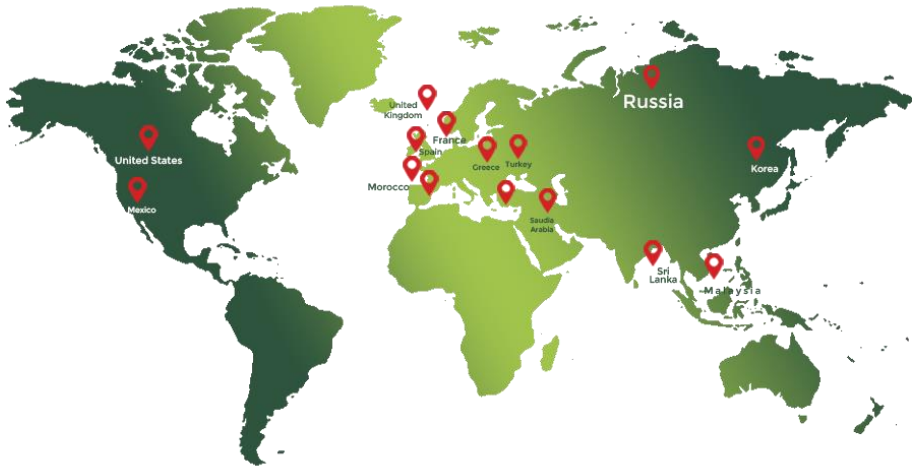 Russia
United
Kingdom
France
Spain
United States
Greece
Turkey
Korea
Morocco
Mexico
Saudia
Arabia
Sri
Lanka
Malaysia